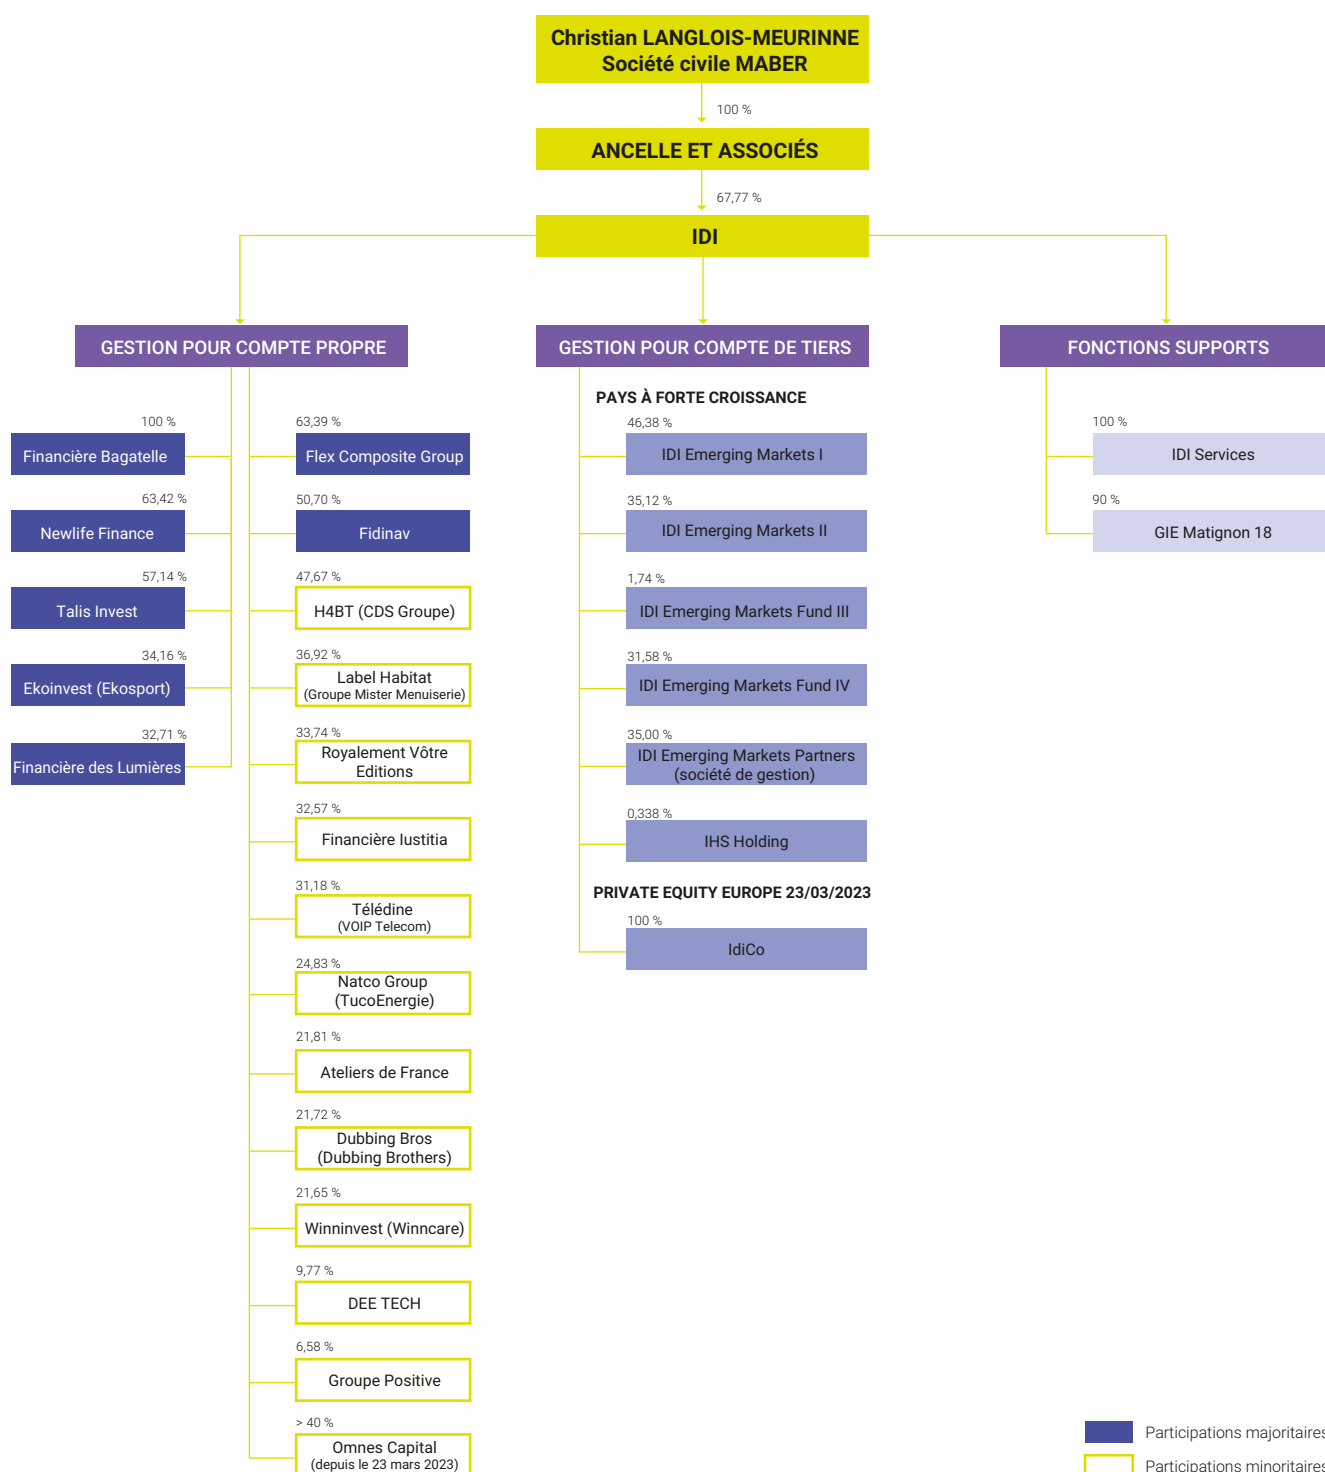 Christian LANGLOIS-MEURINNE
Société civile MABER
100 %
ANCELLE ET ASSOCIÉS
67,77 %
IDI
GESTION POUR COMPTE PROPRE
100 %
Financière Bagatelle
63,42 %
Newlife Finance
57,14 %
Talis Invest
34,16 %
Ekoinvest (Ekosport)
32,71 %
Financière des Lumières
63,39 %
Flex Composite Group
50,70 %
Fidinav
47,67 %
H4BT (CDS Groupe)
36,92 %
Label Habitat
(Groupe Mister Menuiserie)
33,74 %
Royalement Vôtre
Editions
32,57 %
Financière Iustitia
31,18 %
Télédine
(VOIP Telecom)
24,83 %
Natco Group
(TucoEnergie)
21,81 %
Ateliers de France
21,72 %
Dubbing Bros
(Dubbing Brothers)
21,65 %
Winninvest (Winncare)
9,77 %
DEE TECH
6,58 %
Groupe Positive
> 40 %
Omnes Capital
(depuis le 23 mars 2023)
GESTION POUR COMPTE DE TIERS
PAYS À FORTE CROISSANCE
46,38 %
IDI Emerging Markets I
35,12 %
IDI Emerging Markets II
1,74 %
IDI Emerging Markets Fund III
31,58 %
IDI Emerging Markets Fund IV
35,00 %
IDI Emerging Markets Partners
(société de gestion)
0,338 %
IHS Holding
PRIVATE EQUITY EUROPE 23/03/2023
100 %
IdiCo
FONCTIONS SUPPORTS
100 %
IDI Services
90 %
GIE Matignon 18
Participations majoritaires
Participations minoritaires